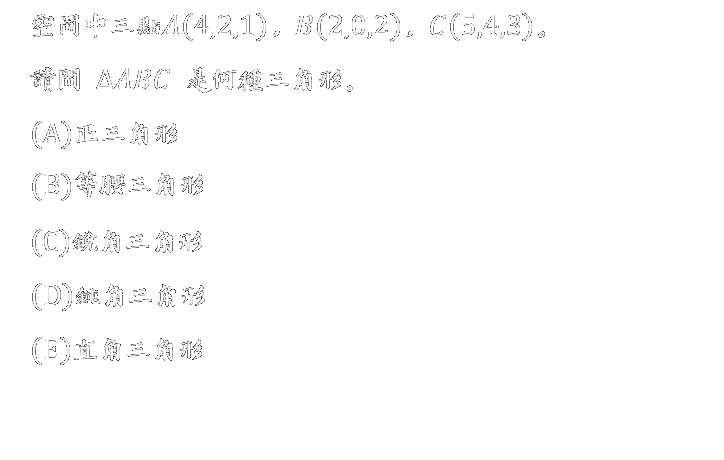 空間中三點A(4,2,1), B(2,0,2), C(5,4,3)。
請問 ΔABC 是何種三角形。
(A)正三角形
(B)等腰三角形
(C)銳角三角形
(D)鈍角三角形
(E)直角三角形